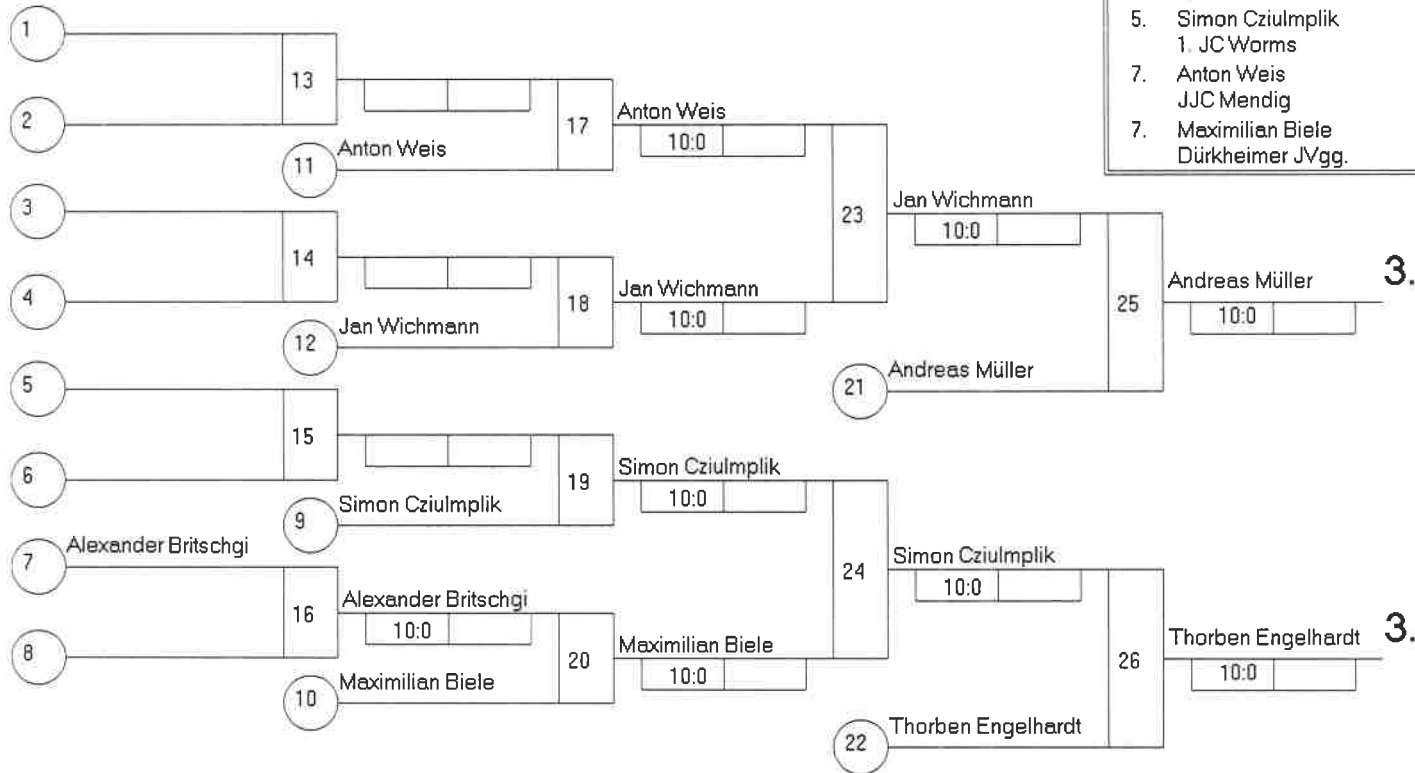 5. Simon Cziulmplik
1. JC Worms
7. Anton Weis
JJC Mendig
7. Maximilian Biele
Dürkheimer JVgg.
1
2
13
11 Anton Weis
17
Anton Weis
10:0
3
4
14
12 Jan Wichmann
18
Jan Wichmann
10:0
23
Jan Wichmann
10:0
21 Andreas Müller
25
Andreas Müller 3.
10:0
5
6
15
9 Simon Cziulmplik
19
Simon Cziulmplik
10:0
7 Alexander Britschgi
8
16
Alexander Britschgi
10:0
10 Maximilian Biele
20
Maximilian Biele
10:0
24
Simon Cziulmplik
10:0
22 Thorben Engelhardt
26
Thorben Engelhardt 3.
10:0